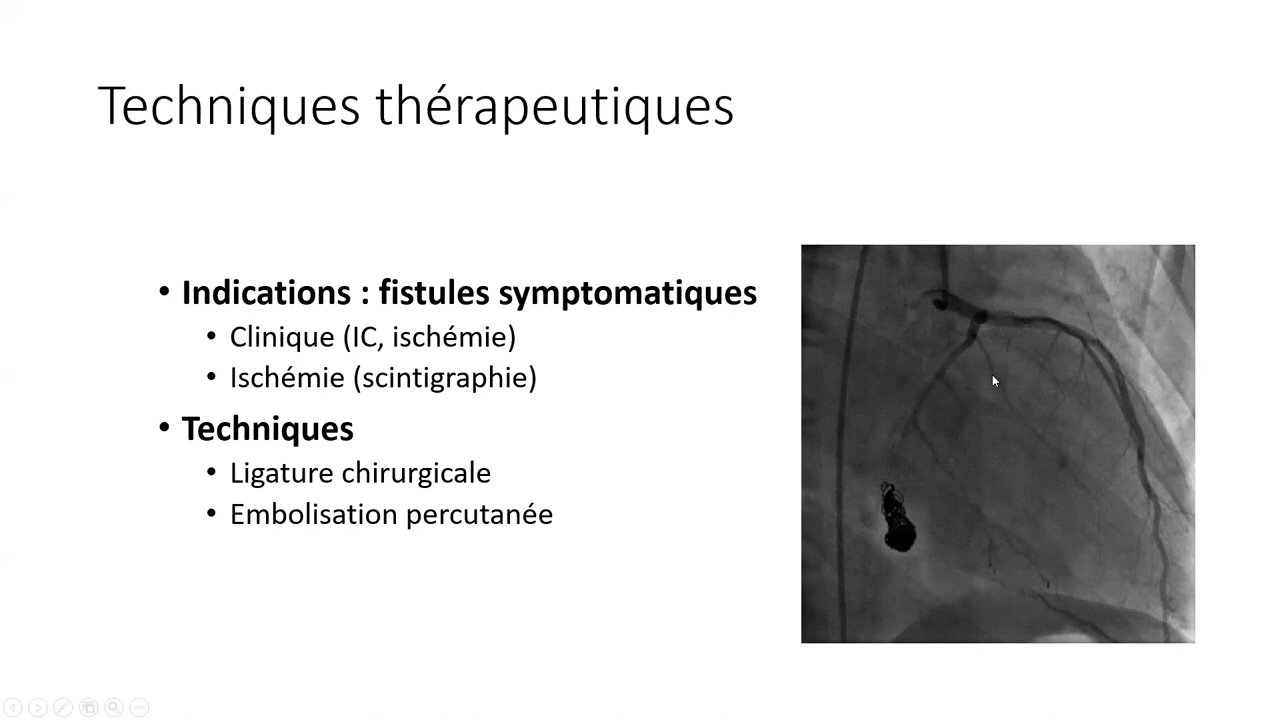 Techniques thérapeutiques
• Indications : fistules symptomatiques
• Clinique (IC, ischémie)
• Ischémie (scintigraphie)
• Techniques
• Ligature chirurgicale
• Embolisation percutanée